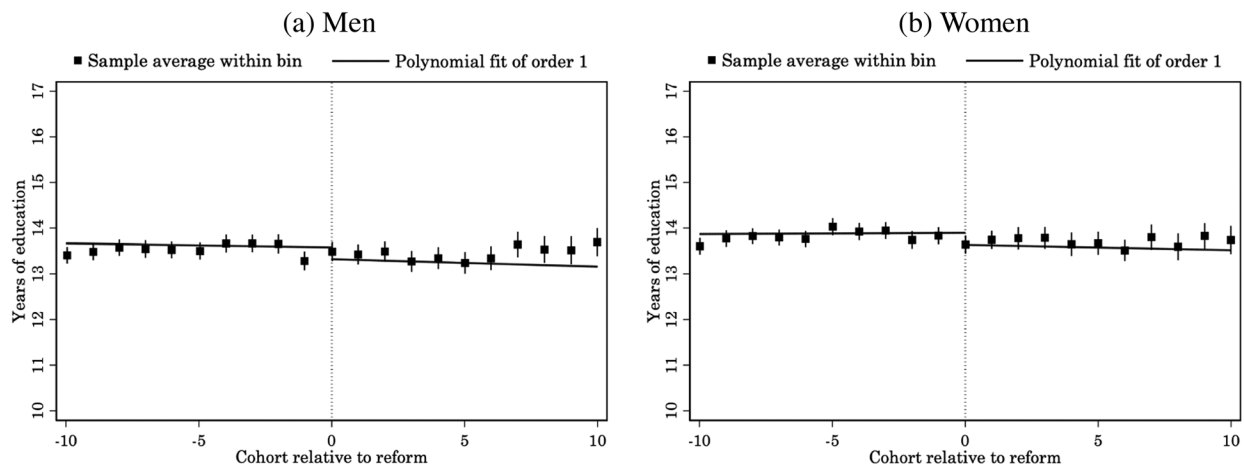 (a) Men
Sample average within bin
Polynomial fit of order 1
Years of education
17
16
15
14
13
12
11
10
-10
-5
0
5
10
Cohort relative to reform
(b) Women
Sample average within bin
Polynomial fit of order 1
Years of education
17
16
15
14
13
12
11
10
-10
-5
0
5
10
Cohort relative to reform